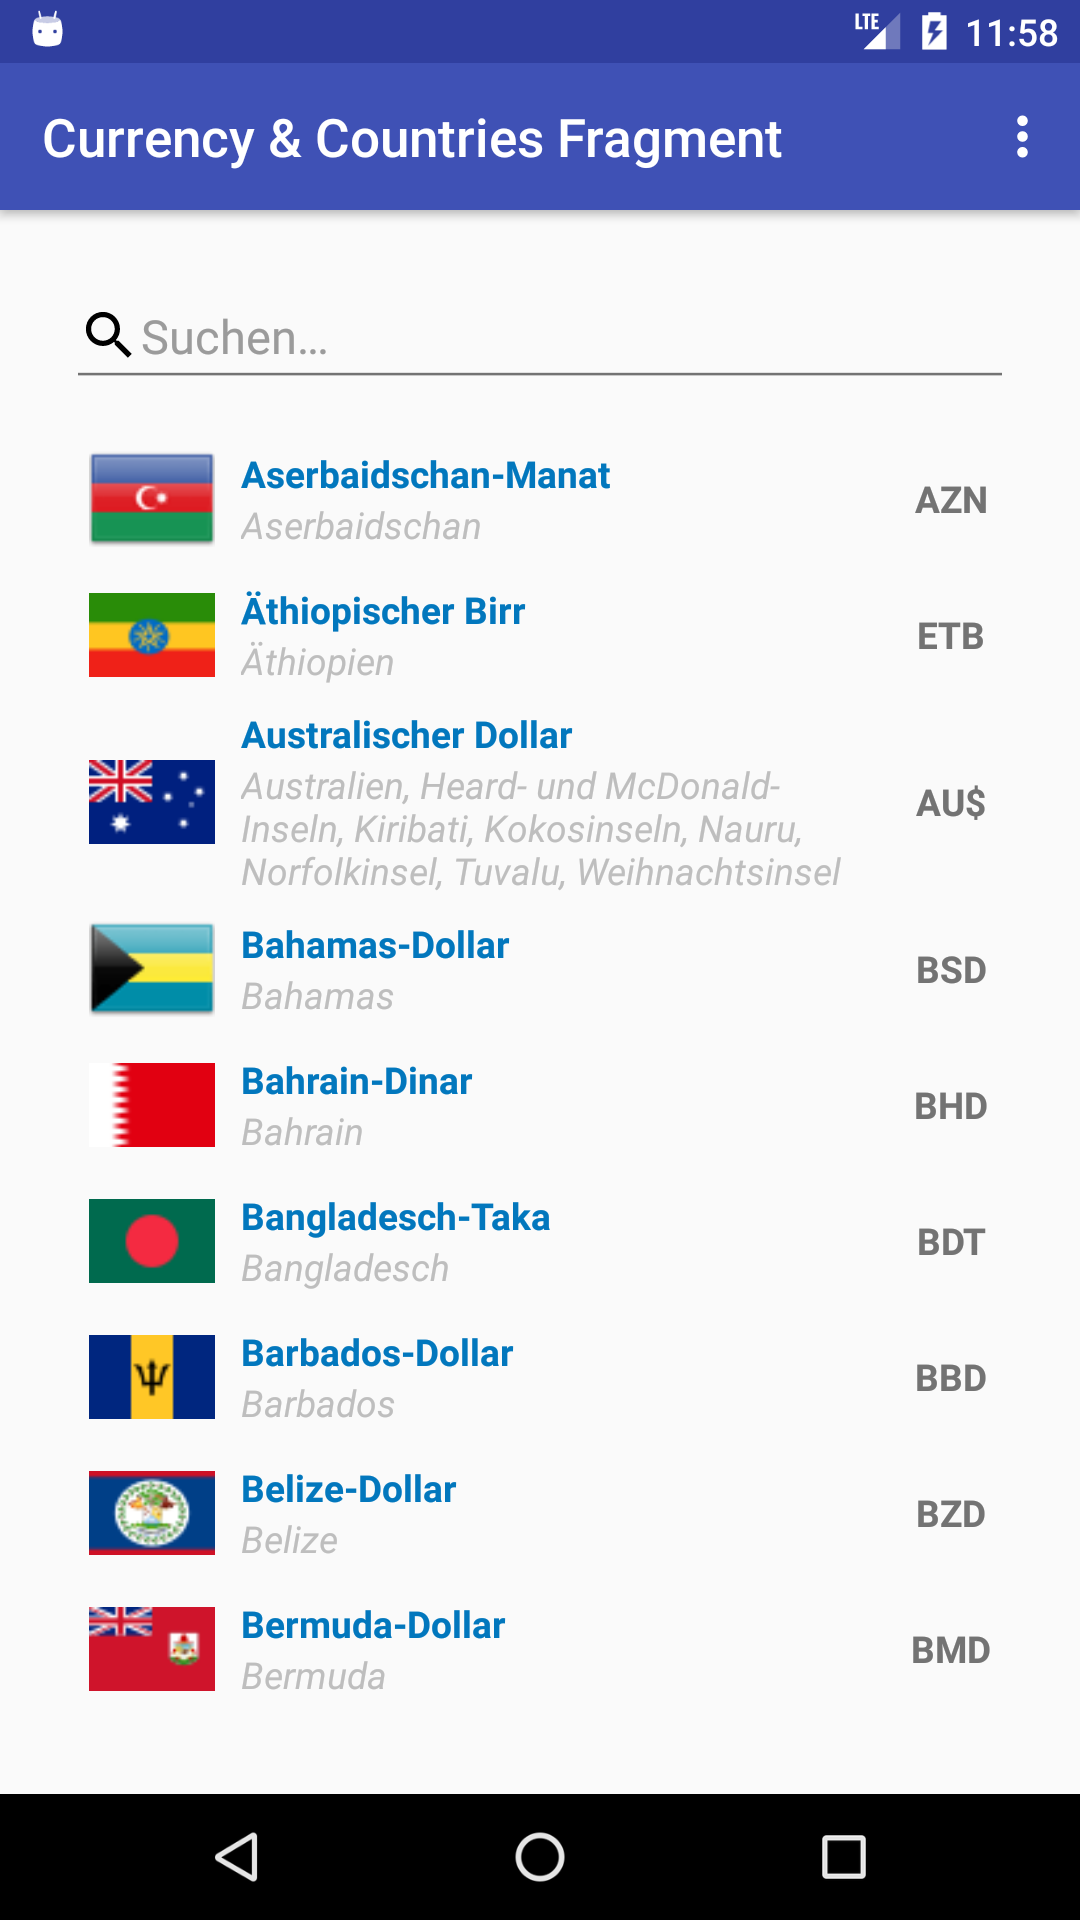 LTE 11:58
Currency & Countries Fragment
Suchen...
Aserbaidschan-Manat
Aserbaidschan
AZN
Äthiopischer Birr
Äthiopien
ETB
Australischer Dollar
Australien, Heard- und McDonald-
Inseln, Kiribati, Kokosinseln, Nauru,
Norfolkinsel, Tuvalu, Weihnachtsinsel
AU$
Bahamas-Dollar
Bahamas
BSD
Bahrain-Dinar
Bahrain
BHD
Bangladesch-Taka
Bangladesch
BDT
Barbados-Dollar
Barbados
BBD
Belize-Dollar
Belize
BZD
Bermuda-Dollar
Bermuda
BMD